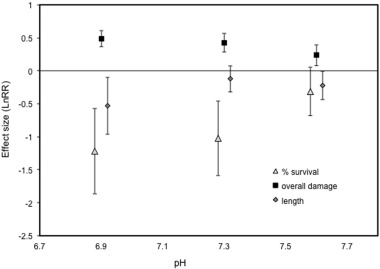 1
0.5
0
-0.5
-1
-1.5
-2
-2.5
Effect size (LnRR)
% survival
overall damage
length
6.7 6.9 7.1 7.3 7.5 7.7
pH